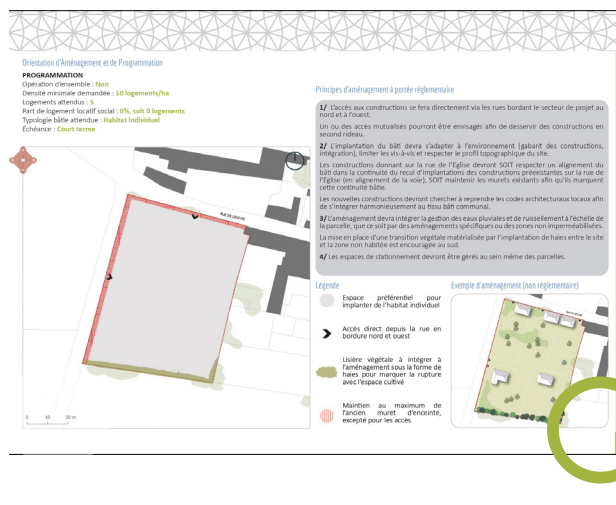 Orientation d'Aménagement et de Programmation
PROGRAMMATION
Opération d'ensemble : Non
Densité minimale demandée : 10 logements/ha
Logements attendus : 5
Part de logement locatif social : 0%, soit 0 logements
Typologie bâtie attendue : Habitat individuel
Échéance : Court terme
RUE DE L'EGLISE
0 10 20 m
Principes d'aménagement à portée réglementaire
1/ L'accès aux constructions se fera directement via les rues bordant le secteur de projet au
nord et à l'ouest.
Un ou des accès mutualisés pourront être envisagés afin de desservir des constructions en
second rideau.
2/ L'implantation du bâti devra s'adapter à l'environnement (gabarit des constructions,
intégration), limiter les vis-à-vis et respecter le profil topographique du site.
Les constructions donnant sur la rue de l'Eglise devront SOIT respecter un alignement du
bâti dans la continuité du recul d'implantations des constructions préexistantes sur la rue de
l'Eglise (en alignement de la voie), SOIT maintenir les murets existants afin qu'ils marquent
cette continuité bâtie.
Les nouvelles constructions devront chercher à reprendre les codes architecturaux locaux afin
de s'intégrer harmonieusement au tissu bâti communal.
3/ L'aménagement devra intégrer la gestion des eaux pluviales et de ruissellement à l'échelle de
la parcelle, que ce soit par des aménagements spécifiques ou des zones non imperméabilisées.
La mise en place d'une transition végétale matérialisée par l'implantation de haies entre le site
et la zone non habitée est encouragée au sud.
4/ Les espaces de stationnement devront être gérés au sein même des parcelles.
Légende
Espace préférentiel pour
implanter de l'habitat individuel
Accès direct depuis la rue en
bordure nord et ouest
Lisière végétale à intégrer à
l'aménagement sous la forme de
haies pour marquer la rupture
avec l'espace cultivé
Maintien au maximum de
l'ancien muret d'enceinte,
excepté pour les accès
Exemple d'aménagement (non réglementaire)